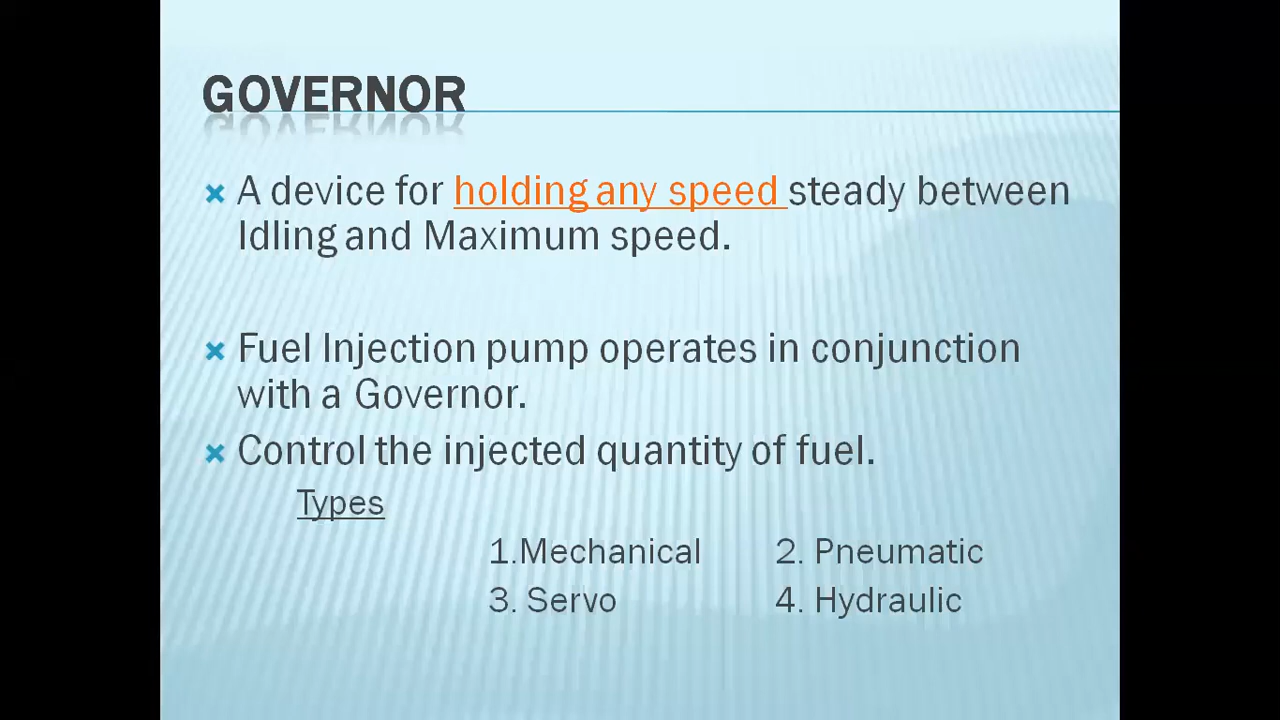 GOVERNOR
A device for holding any speed steady between
Idling and Maximum speed.
Fuel Injection pump operates in conjunction
with a Governor.
Control the injected quantity of fuel.
Types
1.Mechanical 2. Pneumatic
3. Servo 4. Hydraulic